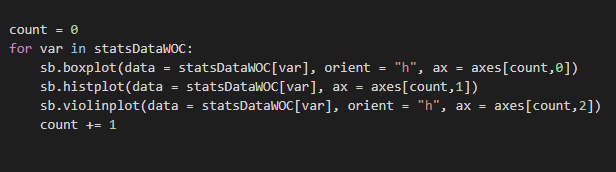 count = 0
for var in statsDataWOC:
    sb.boxplot(data = statsDataWOC[var], orient = "h", ax = axes[count,0])
    sb.histplot(data = statsDataWOC[var], ax = axes[count,1])
    sb.violinplot(data = statsDataWOC[var], orient = "h", ax = axes[count,2])
    count += 1